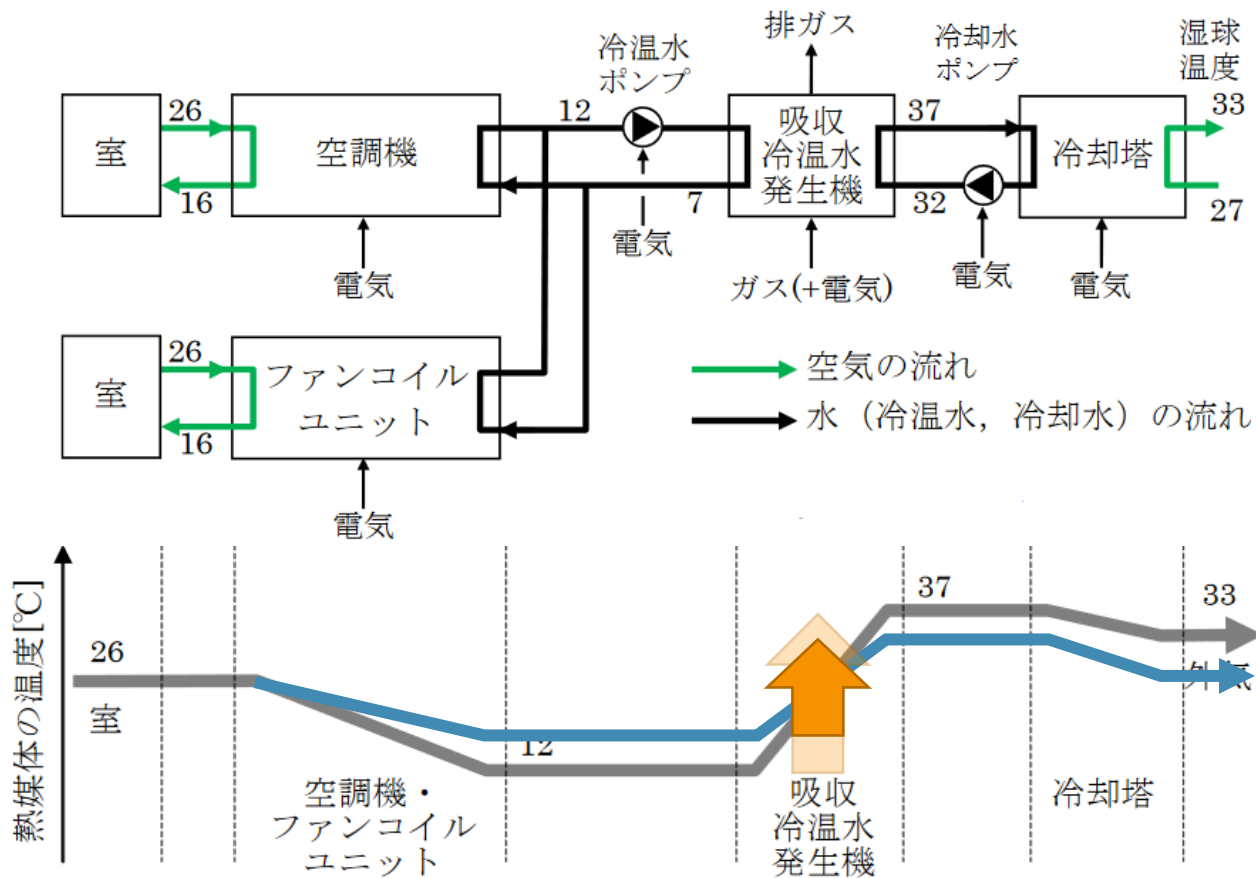 排ガス
冷温水
ポンプ
冷却水
ポンプ
湿球
温度
室
26
16
空調機
12
7
吸収
冷温水
発生機
37
32
冷却塔
33
27
電気
電気
ガス(+電気)
電気
電気
室
26
16
ファンコイル
ユニット
電気
空気の流れ
水（冷温水，冷却水）の流れ
熱媒体の温度[℃]
26
室
12
37
33
外気
空調機・
ファンコイル
ユニット
吸収
冷温水
発生機
冷却塔